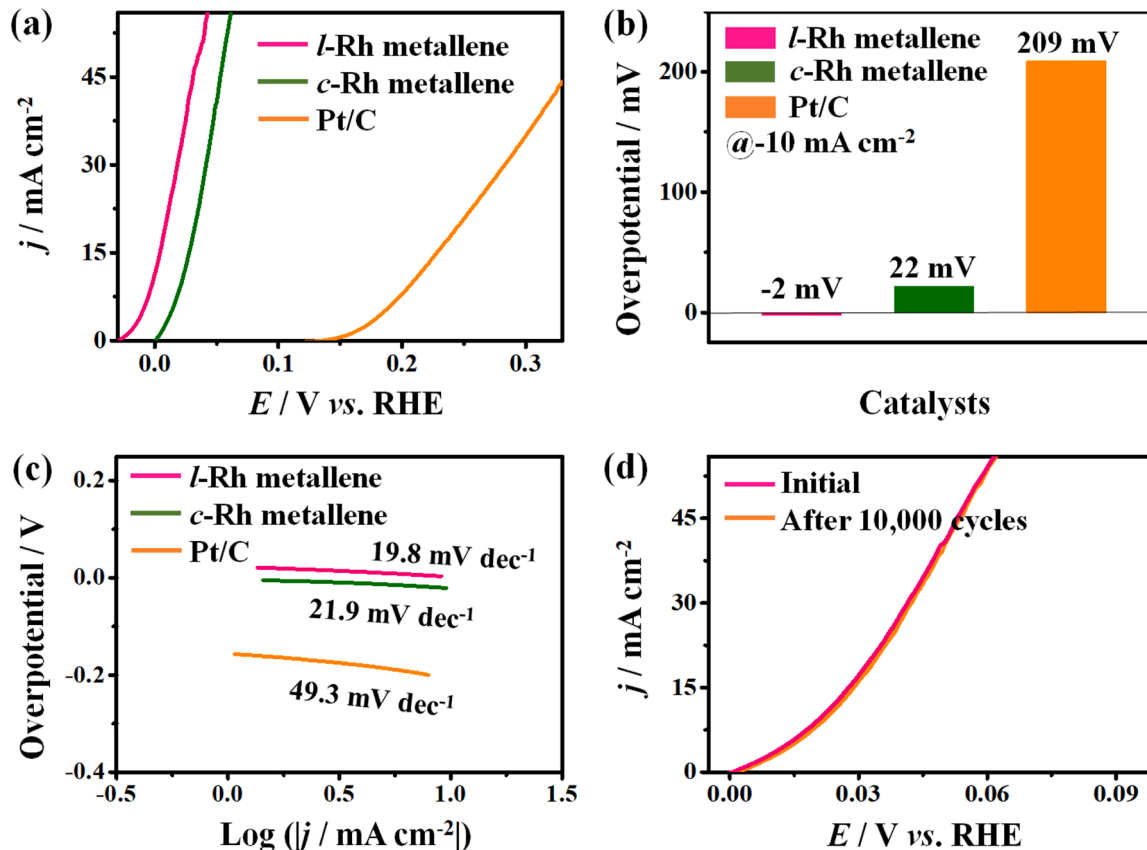 (a)
l-Rh metallene
c-Rh metallene
Pt/C
j / mA cm⁻²
45
30
15
0
0.0 0.1 0.2 0.3
E / V vs. RHE
(b)
l-Rh metallene
c-Rh metallene
Pt/C
@-10 mA cm⁻²
209 mV
22 mV
-2 mV
Overpotential / mV
200
100
0
Catalysts
(c)
l-Rh metallene
c-Rh metallene
Pt/C
19.8 mV dec⁻¹
21.9 mV dec⁻¹
49.3 mV dec⁻¹
Overpotential / V
0.2
0.0
-0.2
-0.4
-0.5 0.0 0.5 1.0 1.5
Log (|j / mA cm⁻²|)
(d)
Initial
After 10,000 cycles
j / mA cm⁻²
45
30
15
0
0.00 0.03 0.06 0.09
E / V vs. RHE